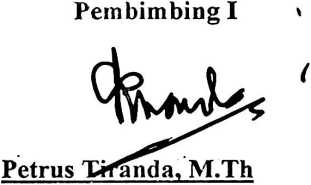 Pembimbing I
Petrus Tiranda, M.Th